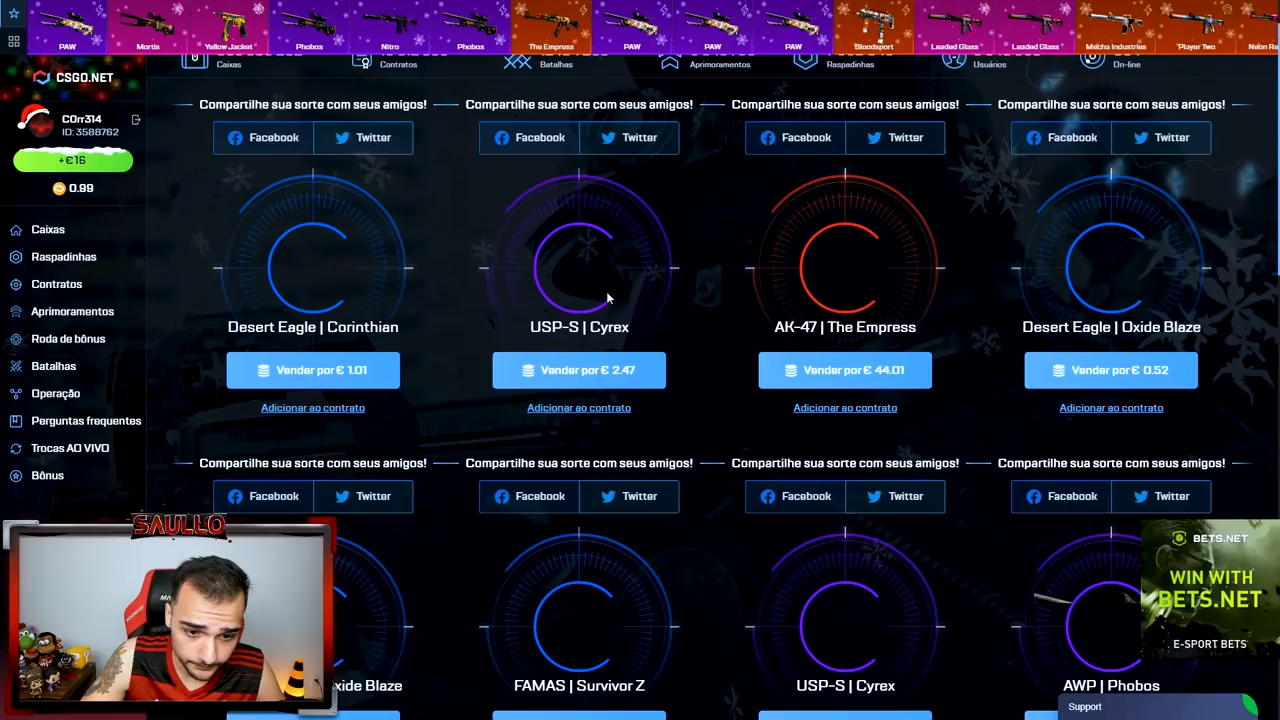 PAW
Mortis
Yellow Jacket
Phobos
Nitro
Phobos
The Empress
PAW
PAW
PAW
Bloodsport
Leaded Glass
Leaded Glass
Mecha Industries
Player Two
Caixas
Contratos
Batalhas
Aprimoramentos
Raspadinhas
Usuários
On-line
CSGO.NET
C0rr314
ID: 3588762
+€16
0.99
Caixas
Raspadinhas
Contratos
Aprimoramentos
Roda de bônus
Batalhas
Operação
Perguntas frequentes
Trocas AO VIVO
Bônus
Compartilhe sua sorte com seus amigos!
Facebook
Twitter
Desert Eagle | Corinthian
Vender por € 1.01
Adicionar ao contrato
Compartilhe sua sorte com seus amigos!
Facebook
Twitter
USP-S | Cyrex
Vender por € 2.47
Adicionar ao contrato
Compartilhe sua sorte com seus amigos!
Facebook
Twitter
AK-47 | The Empress
Vender por € 44.01
Adicionar ao contrato
Compartilhe sua sorte com seus amigos!
Facebook
Twitter
Desert Eagle | Oxide Blaze
Vender por € 0.52
Adicionar ao contrato
Compartilhe sua sorte com seus amigos!
Facebook
Twitter
xide Blaze
Compartilhe sua sorte com seus amigos!
Facebook
Twitter
FAMAS | Survivor Z
Compartilhe sua sorte com seus amigos!
Facebook
Twitter
USP-S | Cyrex
Compartilhe sua sorte com seus amigos!
Facebook
Twitter
AWP | Phobos
SAULLO
BETS.NET
WIN WITH
BETS.NET
E-SPORT BETS
Support